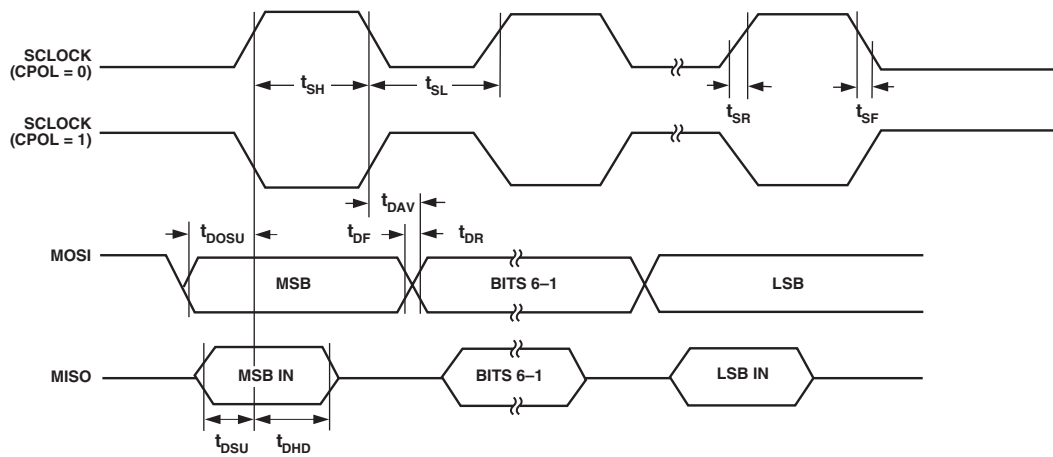 SCLOCK
(CPOL = 0)
tSH
tSL
tSR
tSF
SCLOCK
(CPOL = 1)
tDAV
tDOSU
tDF
tDR
MOSI
MSB
BITS 6–1
LSB
MISO
MSB IN
BITS 6–1
LSB IN
tDSU
tDHD